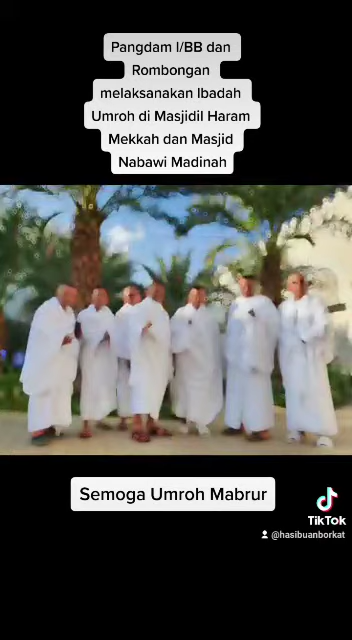 Pangdam I/BB dan
Rombongan
melaksanakan Ibadah
Umroh di Masjidil Haram
Mekkah dan Masjid
Nabawi Madinah
Semoga Umroh Mabrur
TikTok
@hasibuanborkat